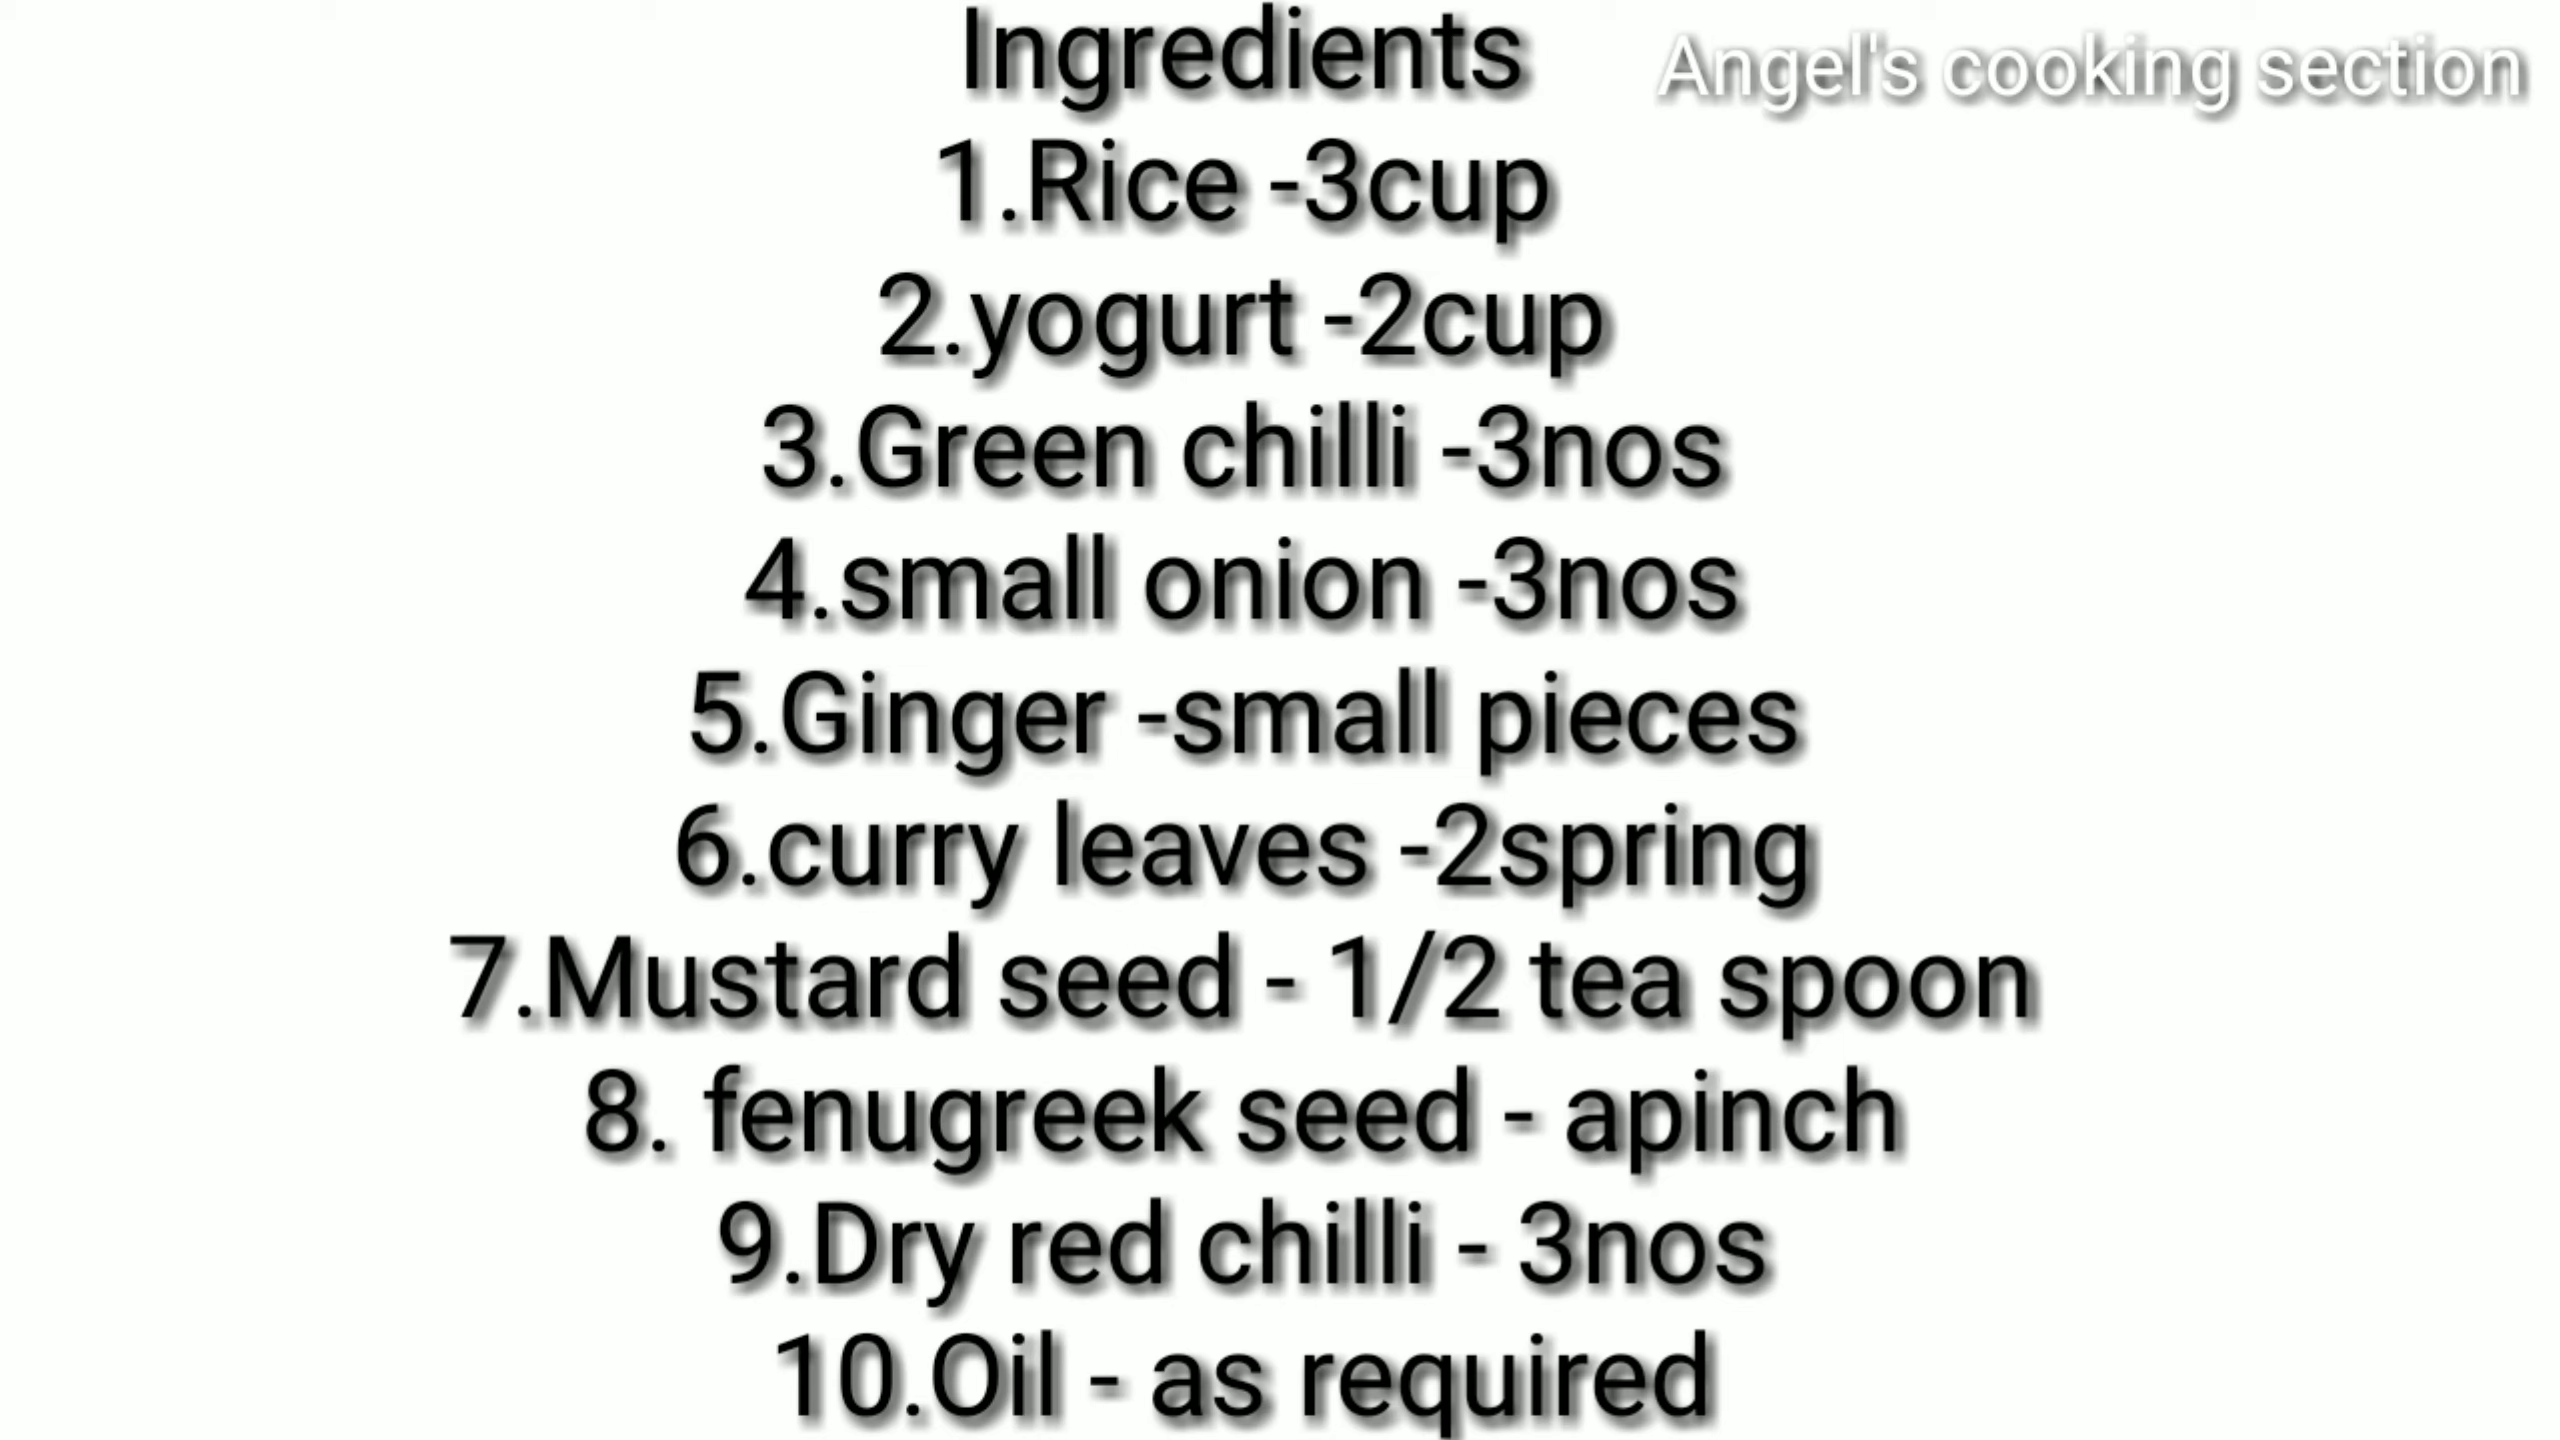 Ingredients
Angel's cooking section
1.Rice -3cup
2.yogurt -2cup
3.Green chilli -3nos
4.small onion -3nos
5.Ginger -small pieces
6.curry leaves -2spring
7.Mustard seed - 1/2 tea spoon
8. fenugreek seed - apinch
9.Dry red chilli - 3nos
10.Oil - as required